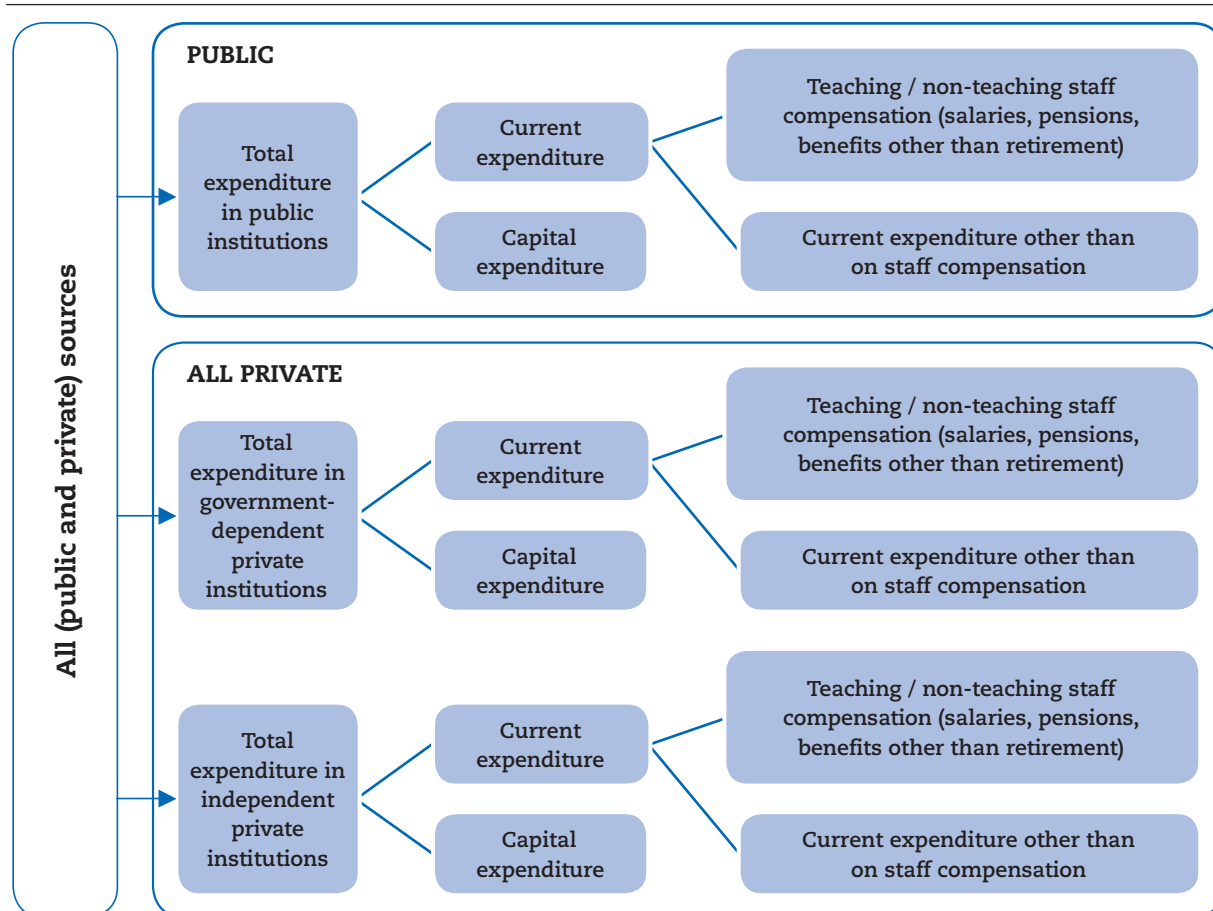 All (public and private) sources
PUBLIC
Total
expenditure
in public
institutions
Current
expenditure
Capital
expenditure
Teaching / non-teaching staff
compensation (salaries, pensions,
benefits other than retirement)
Current expenditure other than
on staff compensation
ALL PRIVATE
Total
expenditure in
government-
dependent
private
institutions
Current
expenditure
Capital
expenditure
Teaching / non-teaching staff
compensation (salaries, pensions,
benefits other than retirement)
Current expenditure other than
on staff compensation
Total
expenditure in
independent
private
institutions
Current
expenditure
Capital
expenditure
Teaching / non-teaching staff
compensation (salaries, pensions,
benefits other than retirement)
Current expenditure other than
on staff compensation